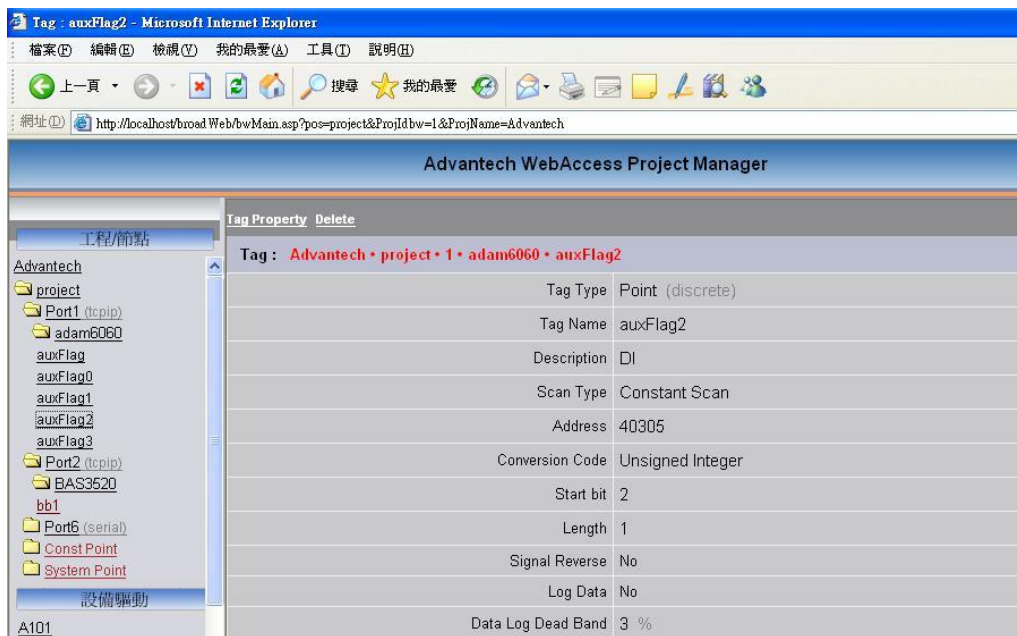 Tag : auxFlag2 - Microsoft Internet Explorer
檔案(F) 編輯(E) 檢視(V) 我的最愛(A) 工具(T) 說明(H)
上一頁 搜尋 我的最愛
網址(D) http://localhost/broadWeb/bwMain.asp?pos=project&ProjIdbw=1&ProjName=Advantech
Advantech WebAccess Project Manager
工程/節點
Advantech
project
Port1 (tcpip)
adam6060
auxFlag
auxFlag0
auxFlag1
auxFlag2
auxFlag3
Port2 (tcpip)
BAS3520
bb1
Port6 (serial)
Const Point
System Point
設備驅動
A101
Tag Property Delete
Tag : Advantech • project • 1 • adam6060 • auxFlag2
Tag Type Point (discrete)
Tag Name auxFlag2
Description DI
Scan Type Constant Scan
Address 40305
Conversion Code Unsigned Integer
Start bit 2
Length 1
Signal Reverse No
Log Data No
Data Log Dead Band 3 %